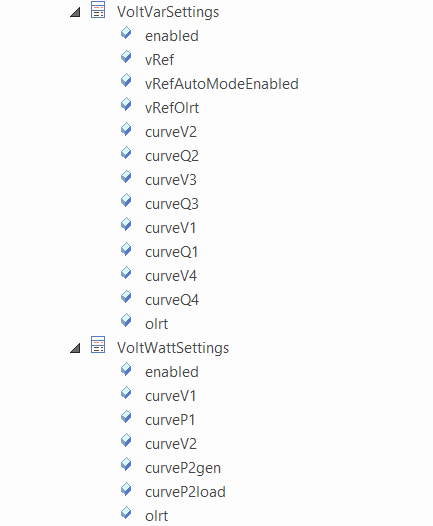 VoltVarSettings
enabled
vRef
vRefAutoModeEnabled
vRefOlrt
curveV2
curveQ2
curveV3
curveQ3
curveV1
curveQ1
curveV4
curveQ4
olrt
VoltWattSettings
enabled
curveV1
curveP1
curveV2
curveP2gen
curveP2load
olrt